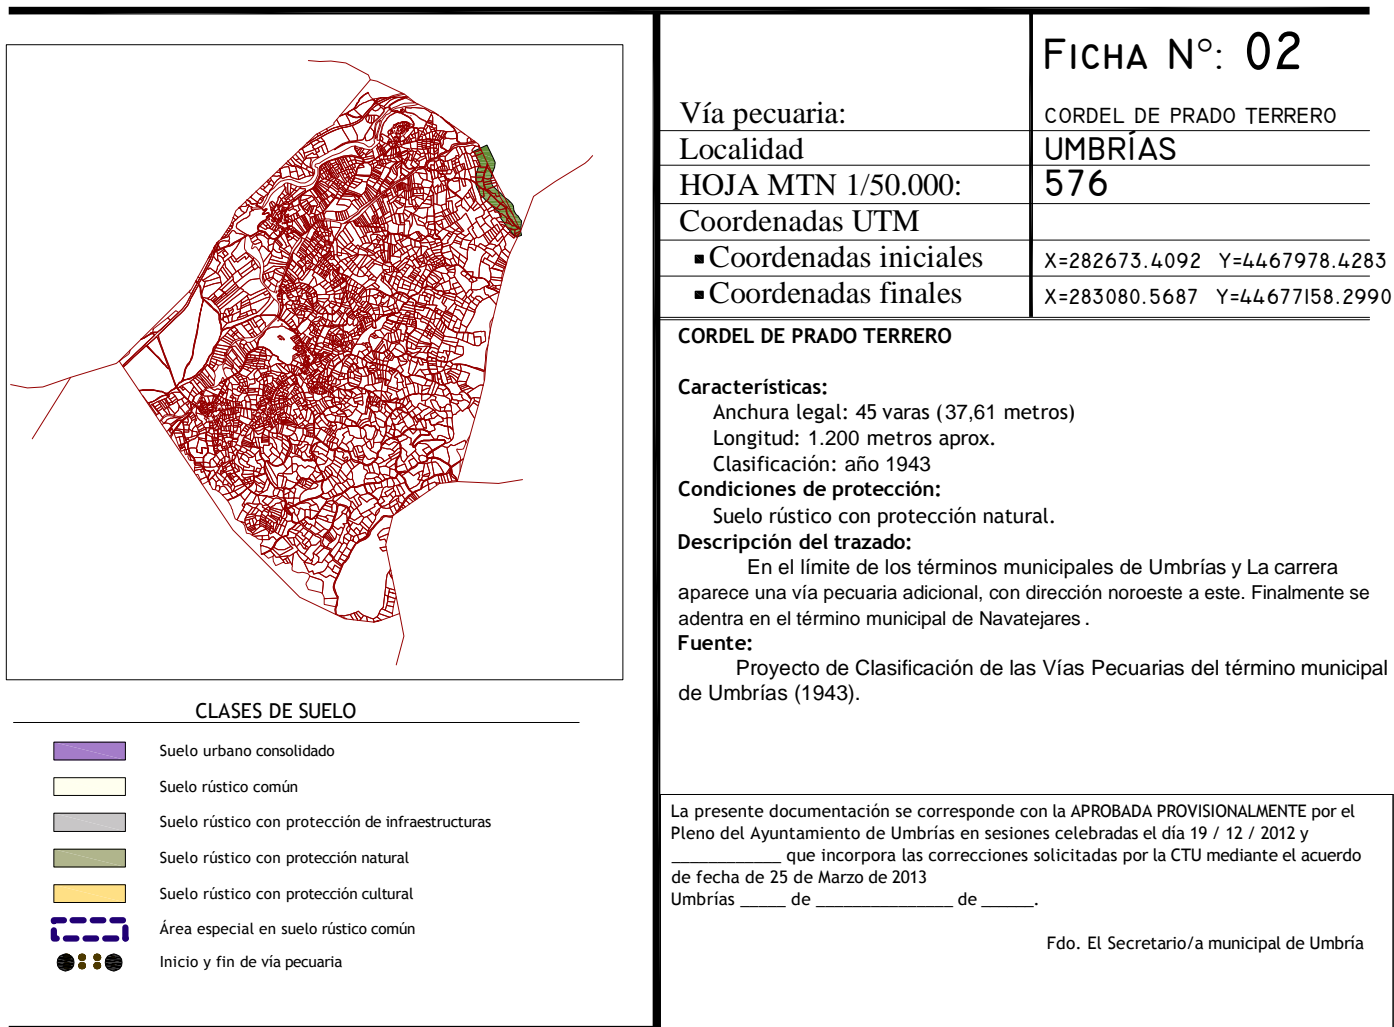 FICHA N°: 02
Vía pecuaria: CORDEL DE PRADO TERRERO
Localidad UMBRÍAS
HOJA MTN 1/50.000: 576
Coordenadas UTM
Coordenadas iniciales X=282673.4092 Y=4467978.4283
Coordenadas finales X=283080.5687 Y=44677158.2990
CORDEL DE PRADO TERRERO
Características:
Anchura legal: 45 varas (37,61 metros)
Longitud: 1.200 metros aprox.
Clasificación: año 1943
Condiciones de protección:
Suelo rústico con protección natural.
Descripción del trazado:
En el límite de los términos municipales de Umbrías y La carrera
aparece una vía pecuaria adicional, con dirección noroeste a este. Finalmente se
adentra en el término municipal de Navatejares .
Fuente:
Proyecto de Clasificación de las Vías Pecuarias del término municipal
de Umbrías (1943).
CLASES DE SUELO
Suelo urbano consolidado
Suelo rústico común
Suelo rústico con protección de infraestructuras
Suelo rústico con protección natural
Suelo rústico con protección cultural
Área especial en suelo rústico común
Inicio y fin de vía pecuaria
La presente documentación se corresponde con la APROBADA PROVISIONALMENTE por el
Pleno del Ayuntamiento de Umbrías en sesiones celebradas el día 19 / 12 / 2012 y
____________ que incorpora las correcciones solicitadas por la CTU mediante el acuerdo
de fecha de 25 de Marzo de 2013
Umbrías _____ de _______________ de ______.
Fdo. El Secretario/a municipal de Umbría